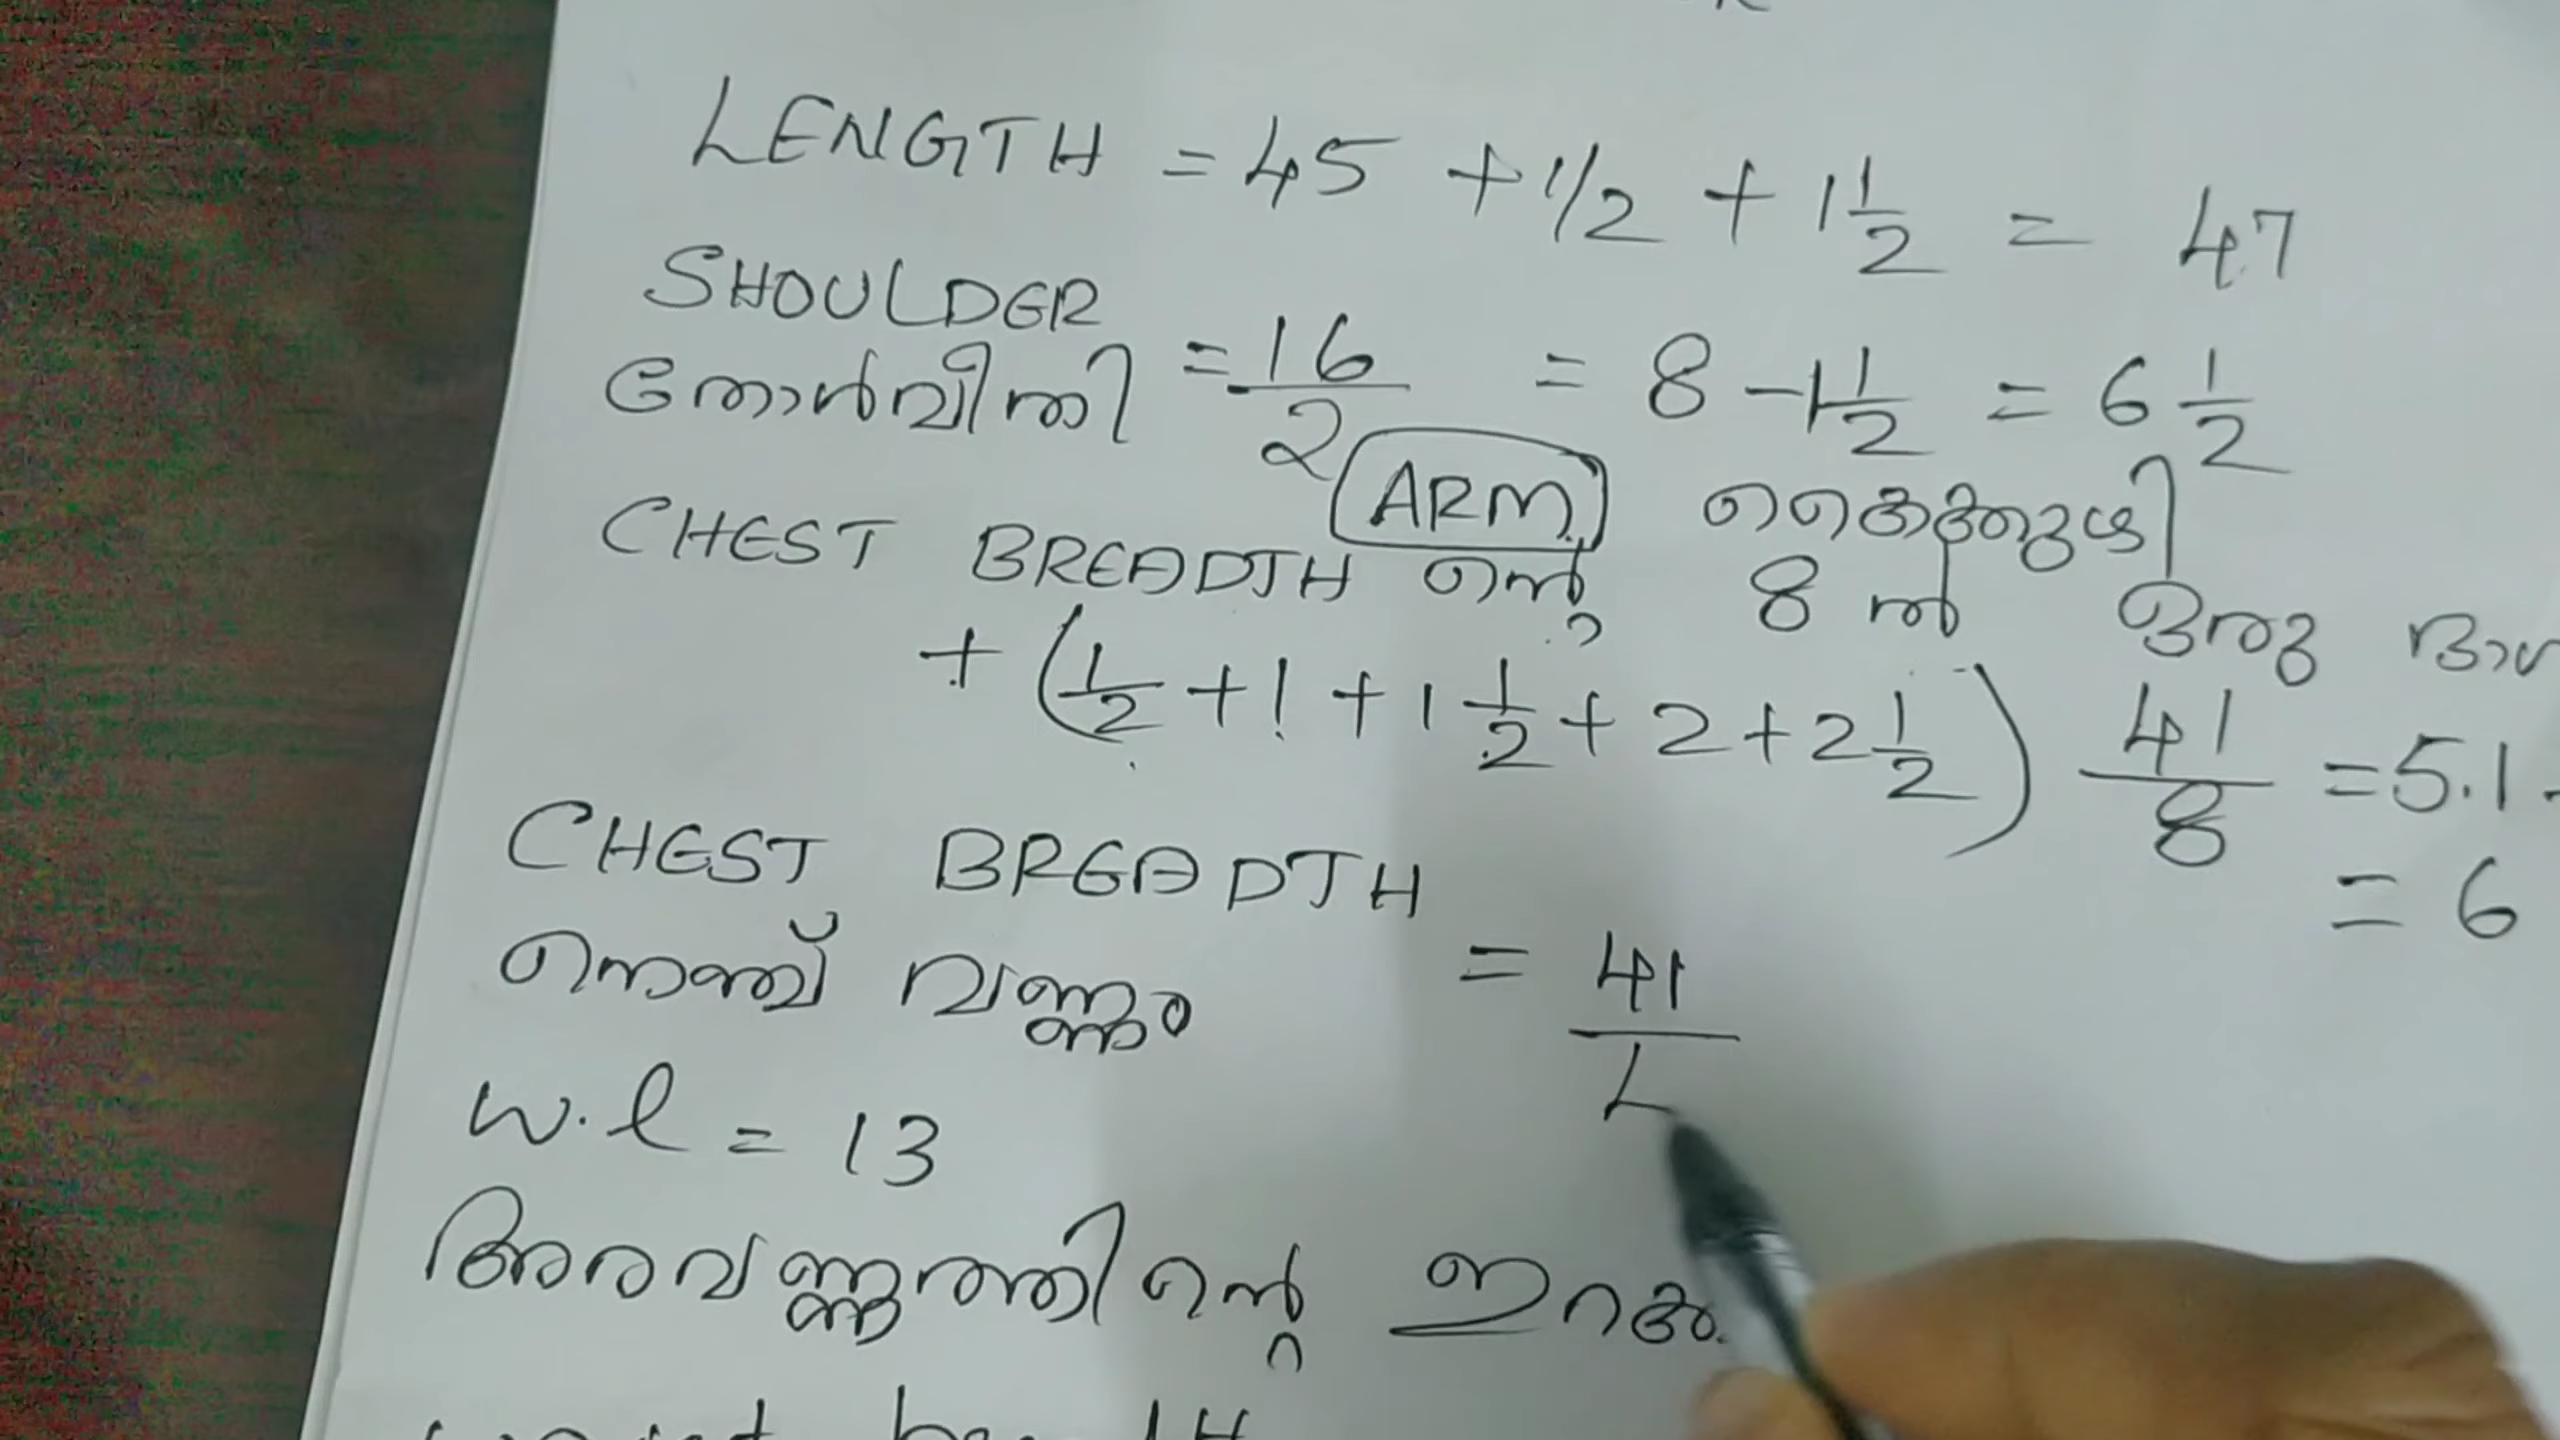 LENGTH = 45 + 1/2 + 1 1/2 = 47
SHOULDER
തോൾവീതി = 16/2 = 8 - 1 1/2 = 6 1/2
ARM കൈക്കുഴി
CHEST BREADTH ന്റെ 8 ൽ ഒരു
+ (1/2 + 1 + 1 1/2 + 2 + 2 1/2) 41/8 = 5.1
= 6
CHEST BREADTH
നെഞ്ച് വണ്ണം = 41/
W.l = 13
അരവണ്ണത്തിന്റെ ഇറക്കം